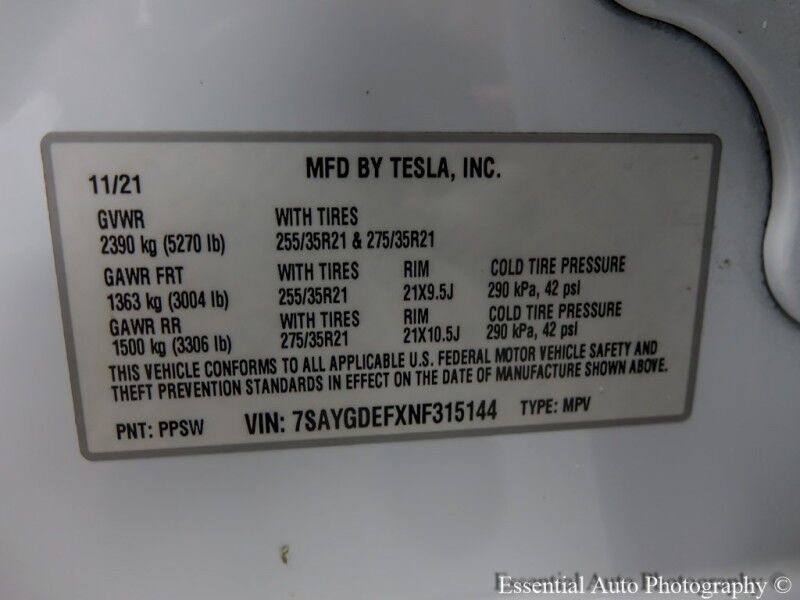 MFD BY TESLA, INC.
11/21
GVWR WITH TIRES
2390 kg (5270 lb) 255/35R21 & 275/35R21
GAWR FRT WITH TIRES RIM COLD TIRE PRESSURE
1363 kg (3004 lb) 255/35R21 21X9.5J 290 kPa, 42 psi
GAWR RR WITH TIRES RIM COLD TIRE PRESSURE
1500 kg (3306 lb) 275/35R21 21X10.5J 290 kPa, 42 psi
THIS VEHICLE CONFORMS TO ALL APPLICABLE U.S. FEDERAL MOTOR VEHICLE SAFETY AND
THEFT PREVENTION STANDARDS IN EFFECT ON THE DATE OF MANUFACTURE SHOWN ABOVE.
PNT: PPSW VIN: 7SAYGDEFXNF315144 TYPE: MPV
Essential Auto Photography ©